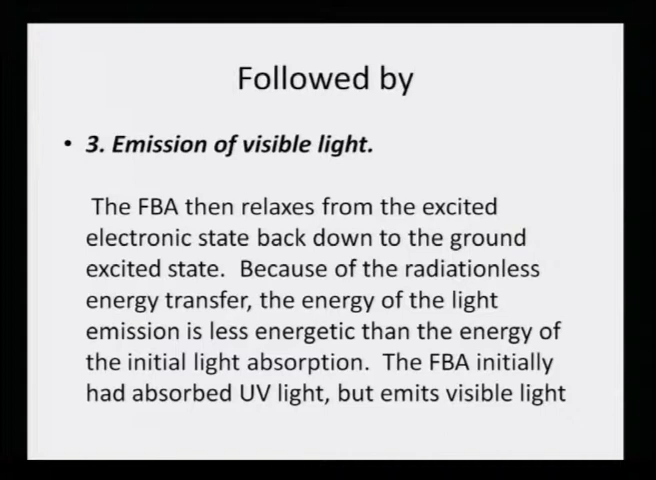 Followed by
• 3. Emission of visible light.
The FBA then relaxes from the excited
electronic state back down to the ground
excited state.  Because of the radiationless
energy transfer, the energy of the light
emission is less energetic than the energy of
the initial light absorption.  The FBA initially
had absorbed UV light, but emits visible light